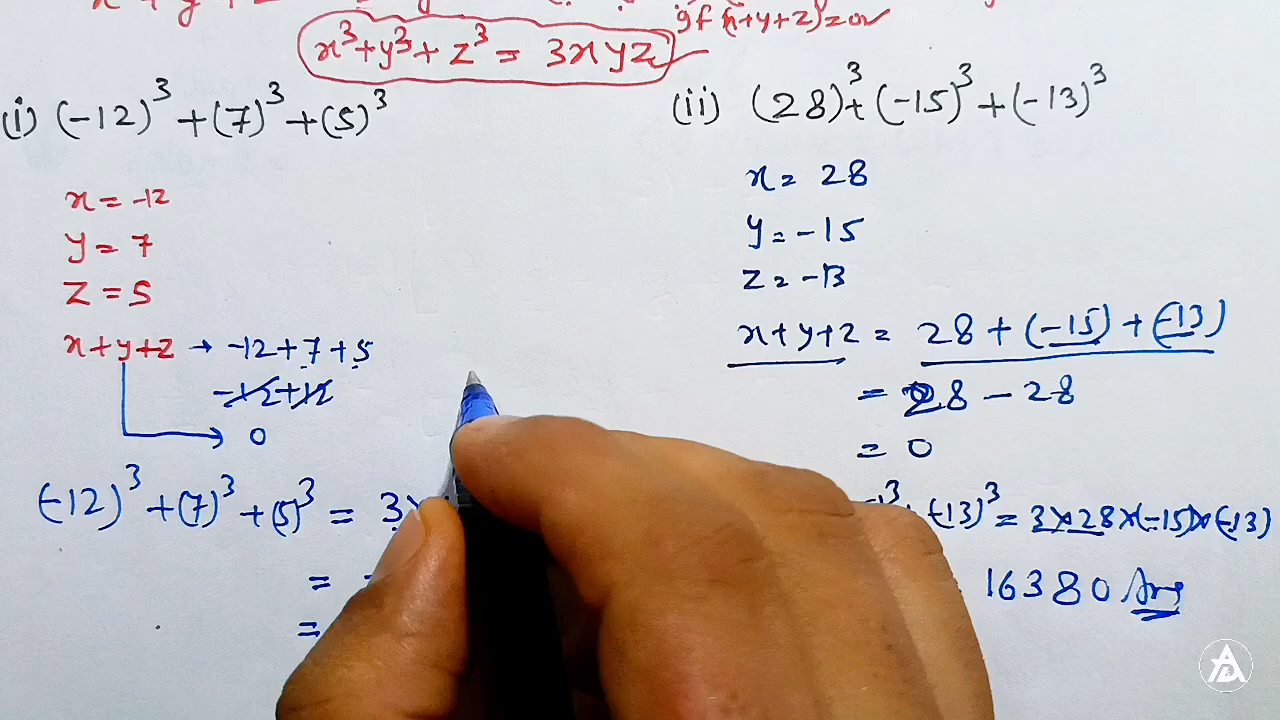 x³+y³+z³ = 3xyz
if (x+y+z)=0
(i) (-12)³+(7)³+(5)³
x = -12
y = 7
z = 5
x+y+z → -12+7+5
-12+12
0
(-12)³+(7)³+(5)³ = 3×
=
=
(ii) (28)³+(-15)³+(-13)³
x = 28
y = -15
z = -13
x+y+z = 28+(-15)+(-13)
= 28-28
= 0
(-13)³ = 3×28×(-15)×(-13)
16380 Ans